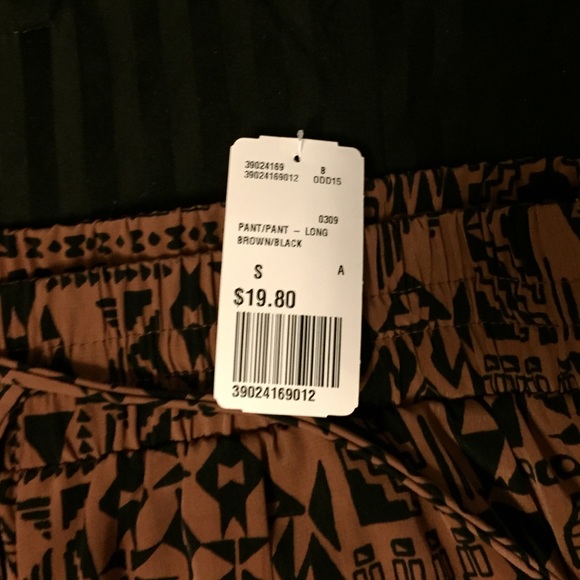 39024169 B
39024169012 ODD15
0309
PANT/PANT – LONG
BROWN/BLACK
S A
$19.80
39024169012